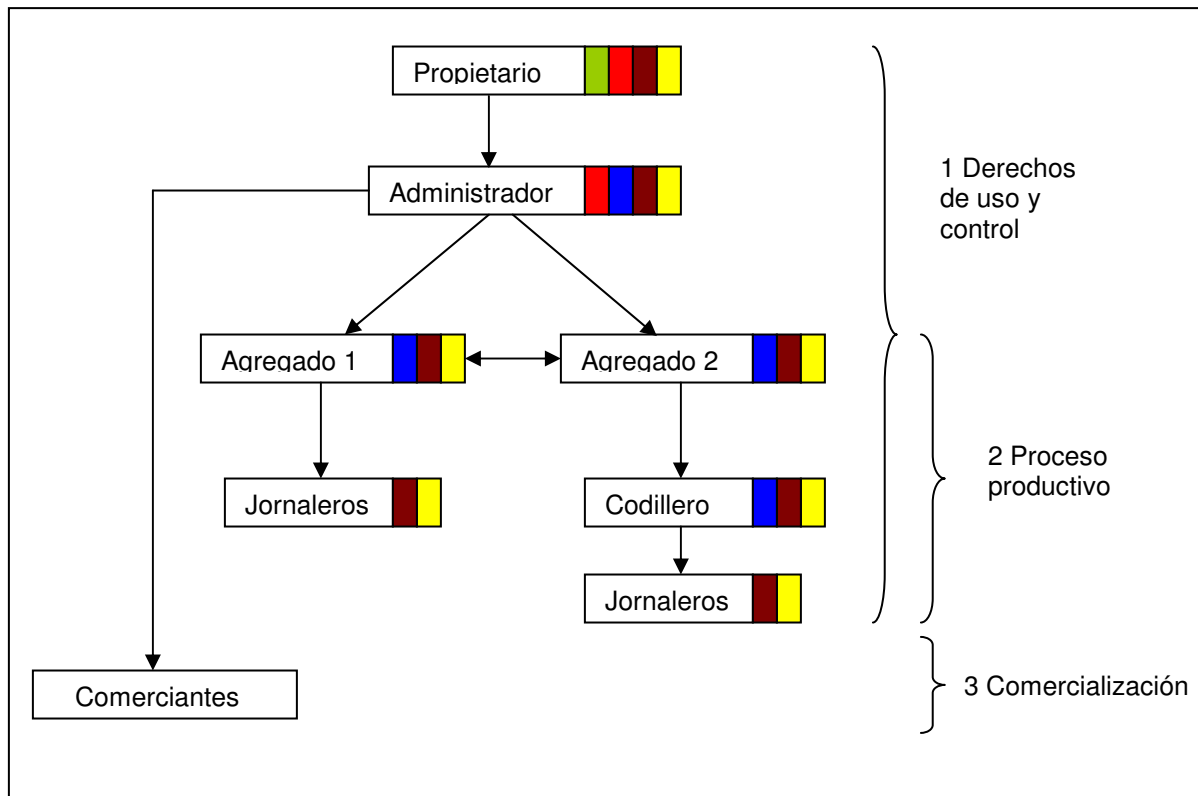 Propietario
Administrador
1 Derechos
de uso y
control
Agregado 1
Agregado 2
2 Proceso
productivo
Jornaleros
Codillero
Jornaleros
Comerciantes
3 Comercialización